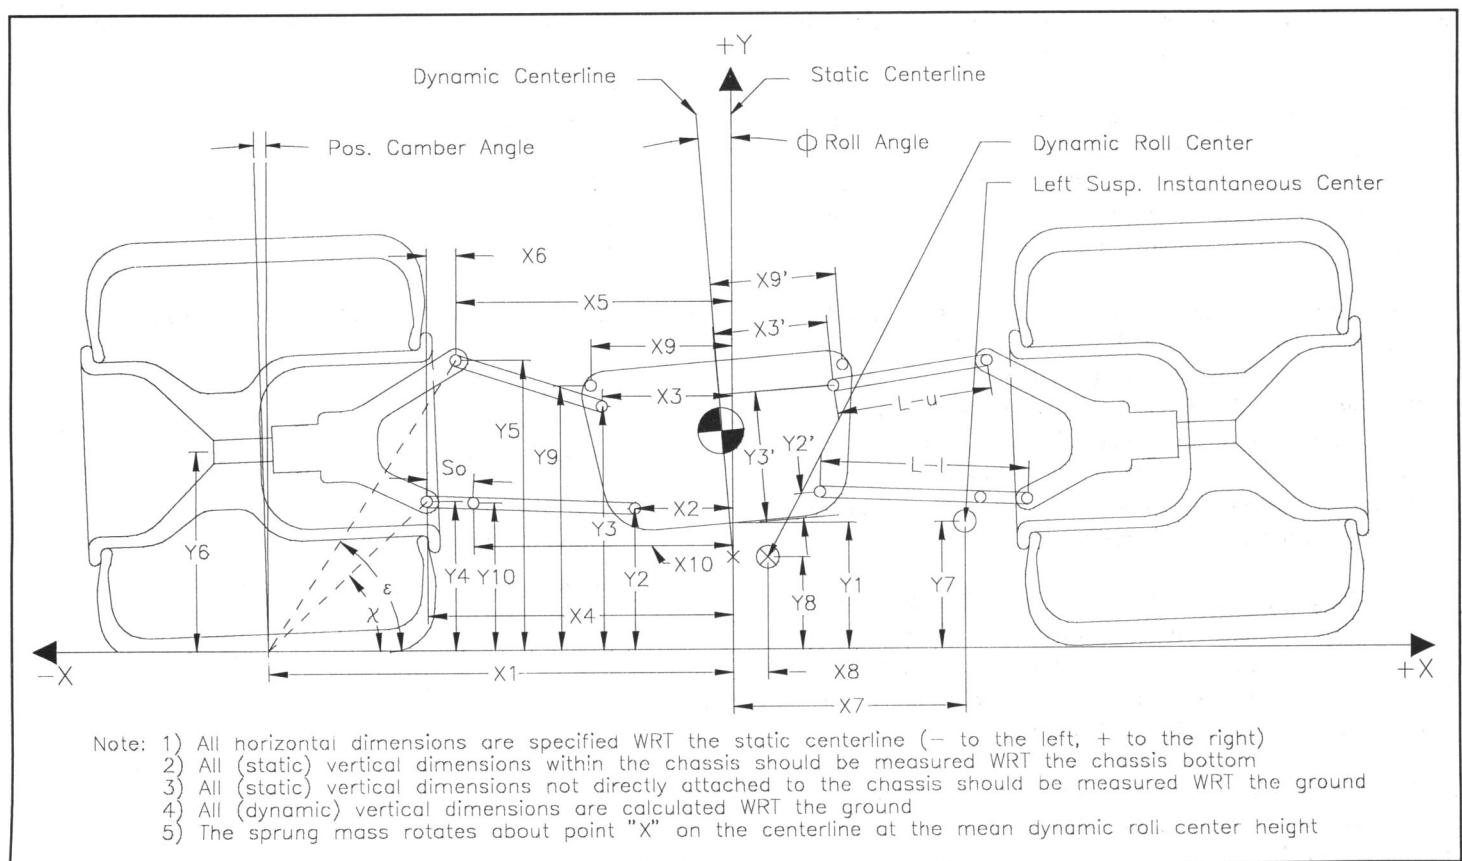 +Y
Dynamic Centerline
Static Centerline
Pos. Camber Angle
Φ Roll Angle
Dynamic Roll Center
Left Susp. Instantaneous Center
X6
X5
X9'
X3'
X9
X3
L-u
Y5
Y9
Y3'
Y2'
L-l
So
X2
Y3
Y6
Y4
Y10
X10
Y2
Y8
Y1
Y7
ε
χ
X4
-X
X1
X8
+X
X7
Note: 1) All horizontal dimensions are specified WRT the static centerline (- to the left, + to the right)
2) All (static) vertical dimensions within the chassis should be measured WRT the chassis bottom
3) All (static) vertical dimensions not directly attached to the chassis should be measured WRT the ground
4) All (dynamic) vertical dimensions are calculated WRT the ground
5) The sprung mass rotates about point "X" on the centerline at the mean dynamic roll center height